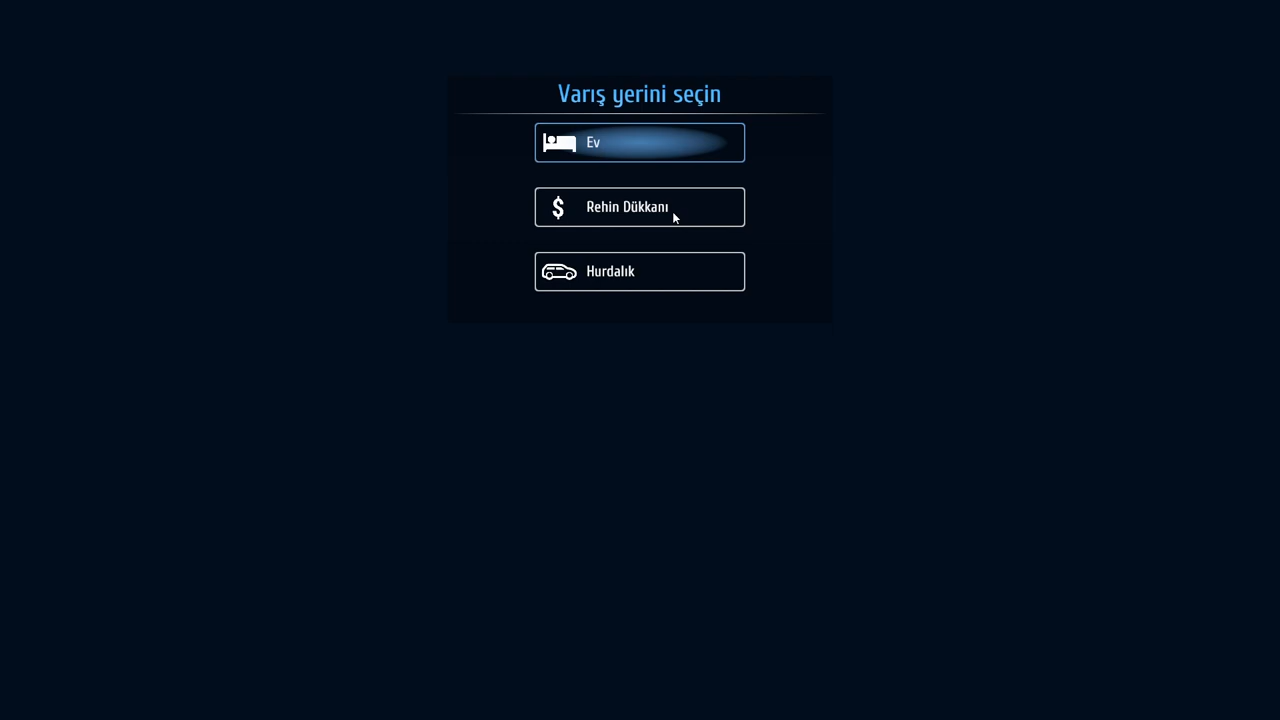 Varış yerini seçin
Ev
Rehin Dükkanı
Hurdalık